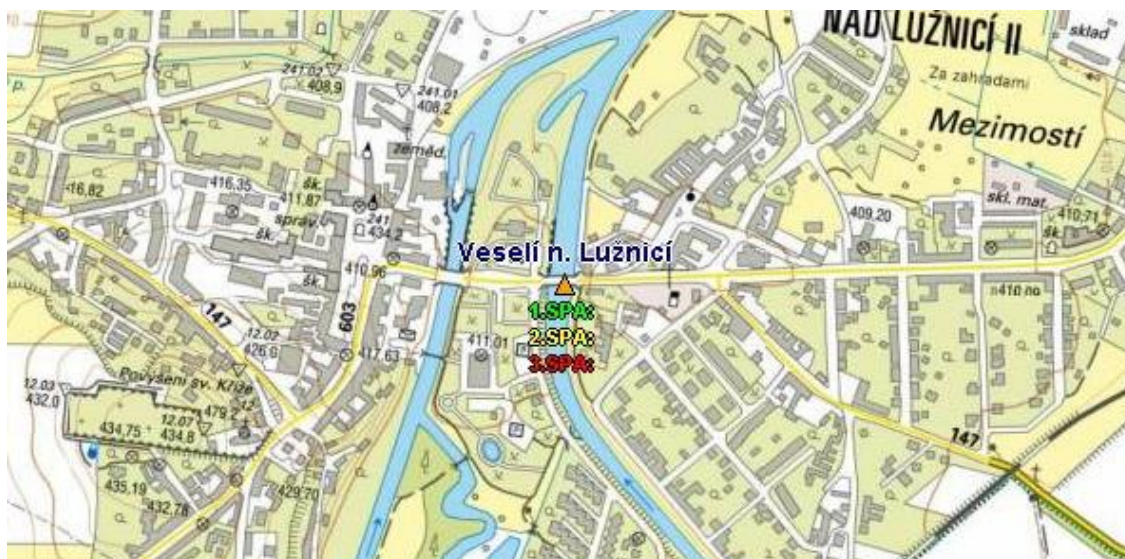 NAD LUŽNICÍ II
sklad
241.02
408,9
241.01
408,2
Za zahradami
Mezimostí
p.
zeměd.
16,82
416,35
šk.
411,87
správ.
šk.
241
434,2
skl. mat.
409,20
410,71
410,96
Veselí n. Lužnicí
šk.
147
603
1.SPA:
2.SPA:
3.SPA:
12.02
426,0
417,63
411,01
Povýšení sv. Kříže
12.03
432,0
479,2
12.07
434,75
434,8
147
435,19
429,70
432,78